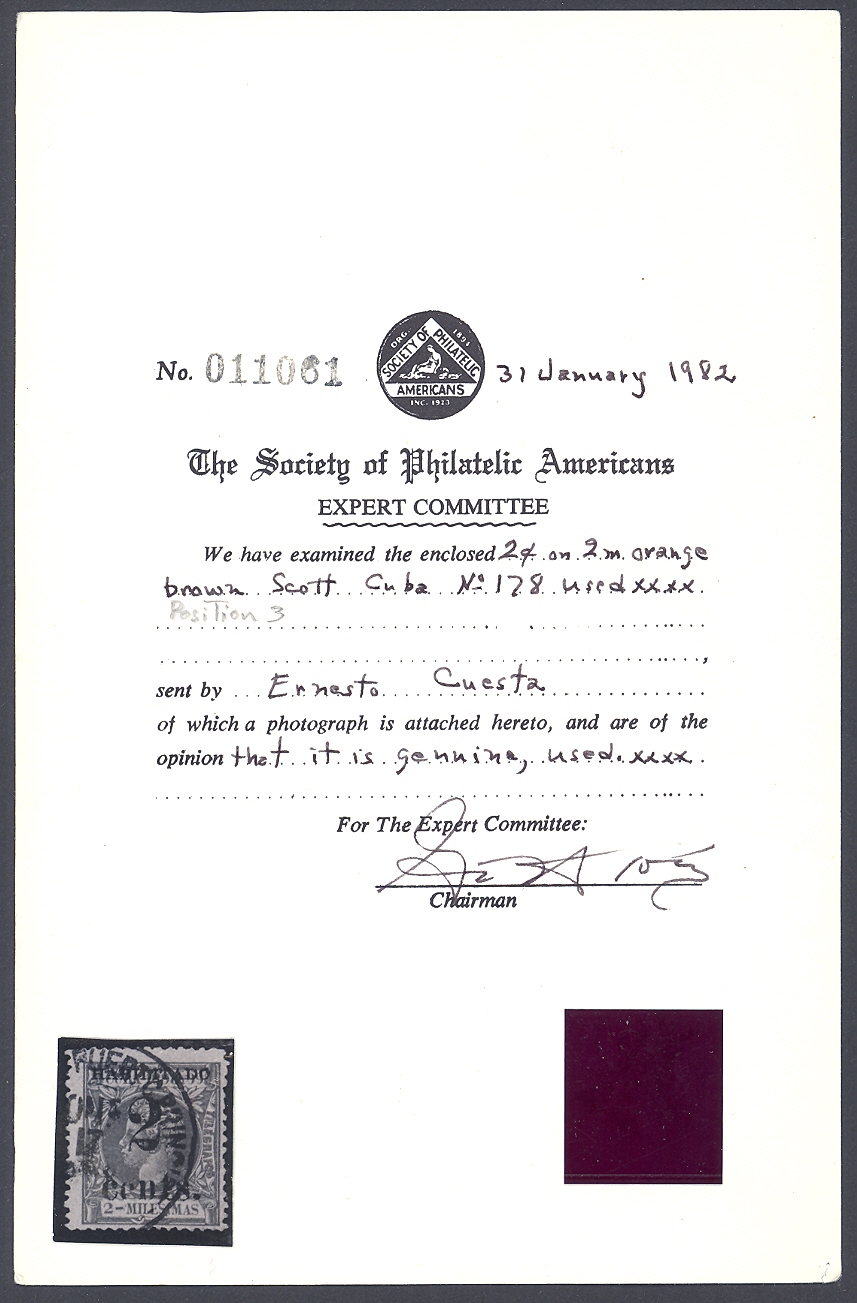 No. 011061
ORG. 1894
SOCIETY OF PHILATELIC
AMERICANS
INC. 1923
31 January 1982
The Society of Philatelic Americans
EXPERT COMMITTEE
We have examined the enclosed 2¢ on 2 m. orange
brown Scott Cuba Nº 178 used xxxx.
Position 3
sent by Ernesto Cuesta
of which a photograph is attached hereto, and are of the
opinion that it is genuine, used. xxxx.
For The Expert Committee:
Chairman
HABILITADO
2
cents.
2-MILESIMAS